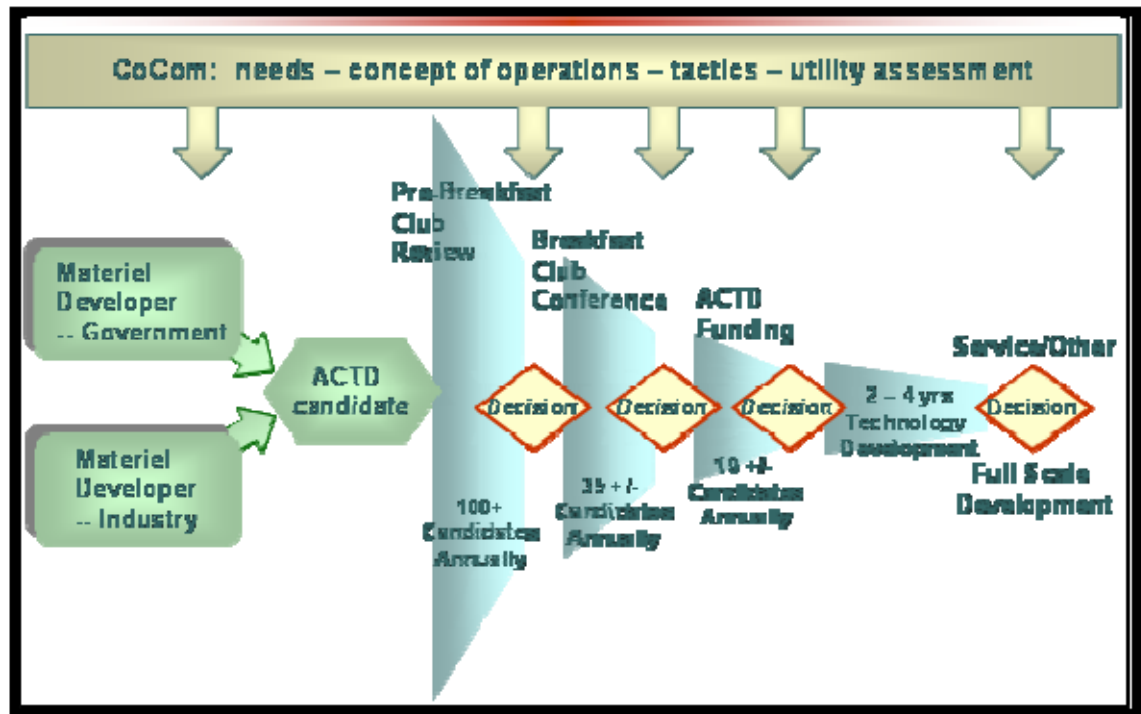 CoCom: needs – concept of operations – tactics – utility assessment
Pre-Breakfast
Club
Review
Breakfast
Club
Conference
ACTD
Funding
Materiel
Developer
-- Government
ACTD
candidate
Materiel
Developer
-- Industry
Decision
Decision
Decision
2 – 4 yrs
Technology
Development
Service/Other
Decision
Full Scale
Development
100+
Candidates
Annually
+/-
Candidates
Annually
+/-
Candidates
Annually